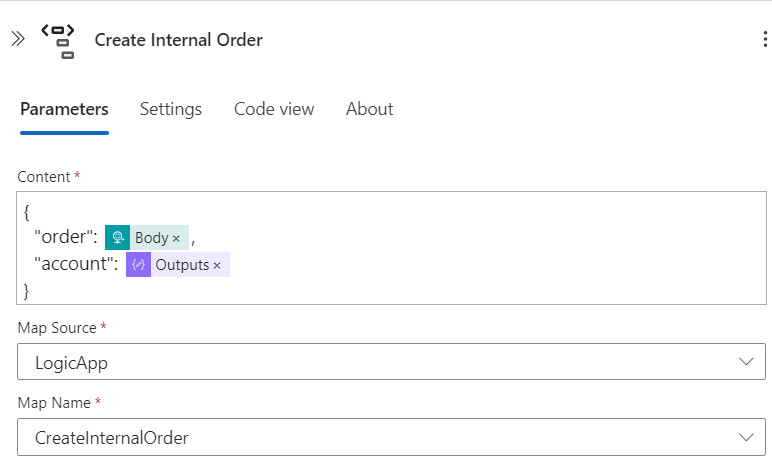 Create Internal Order
Parameters Settings Code view About
Content *
{
"order": Body × ,
"account": Outputs ×
}
Map Source *
LogicApp
Map Name *
CreateInternalOrder